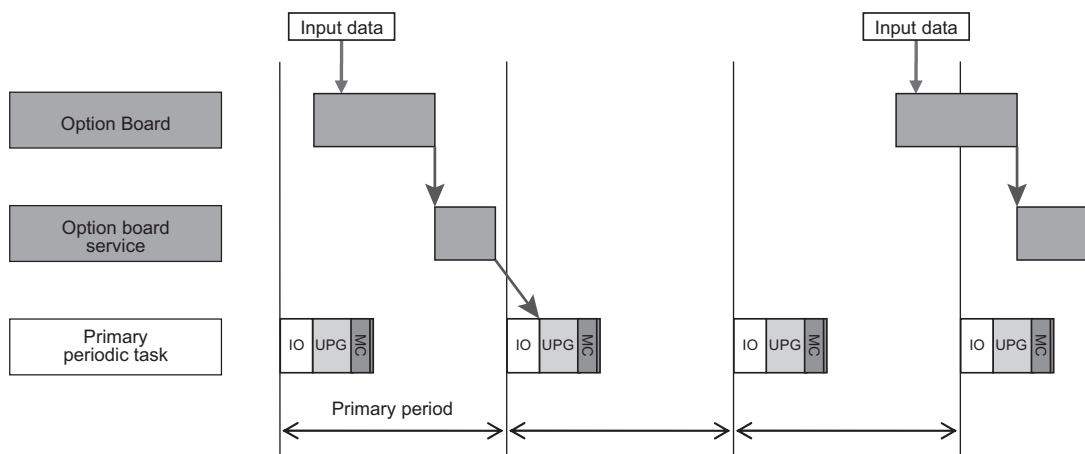 Input data
Input data
Option Board
Option board
service
Primary
periodic task
IO UPG MC
IO UPG MC
IO UPG MC
IO UPG MC
Primary period